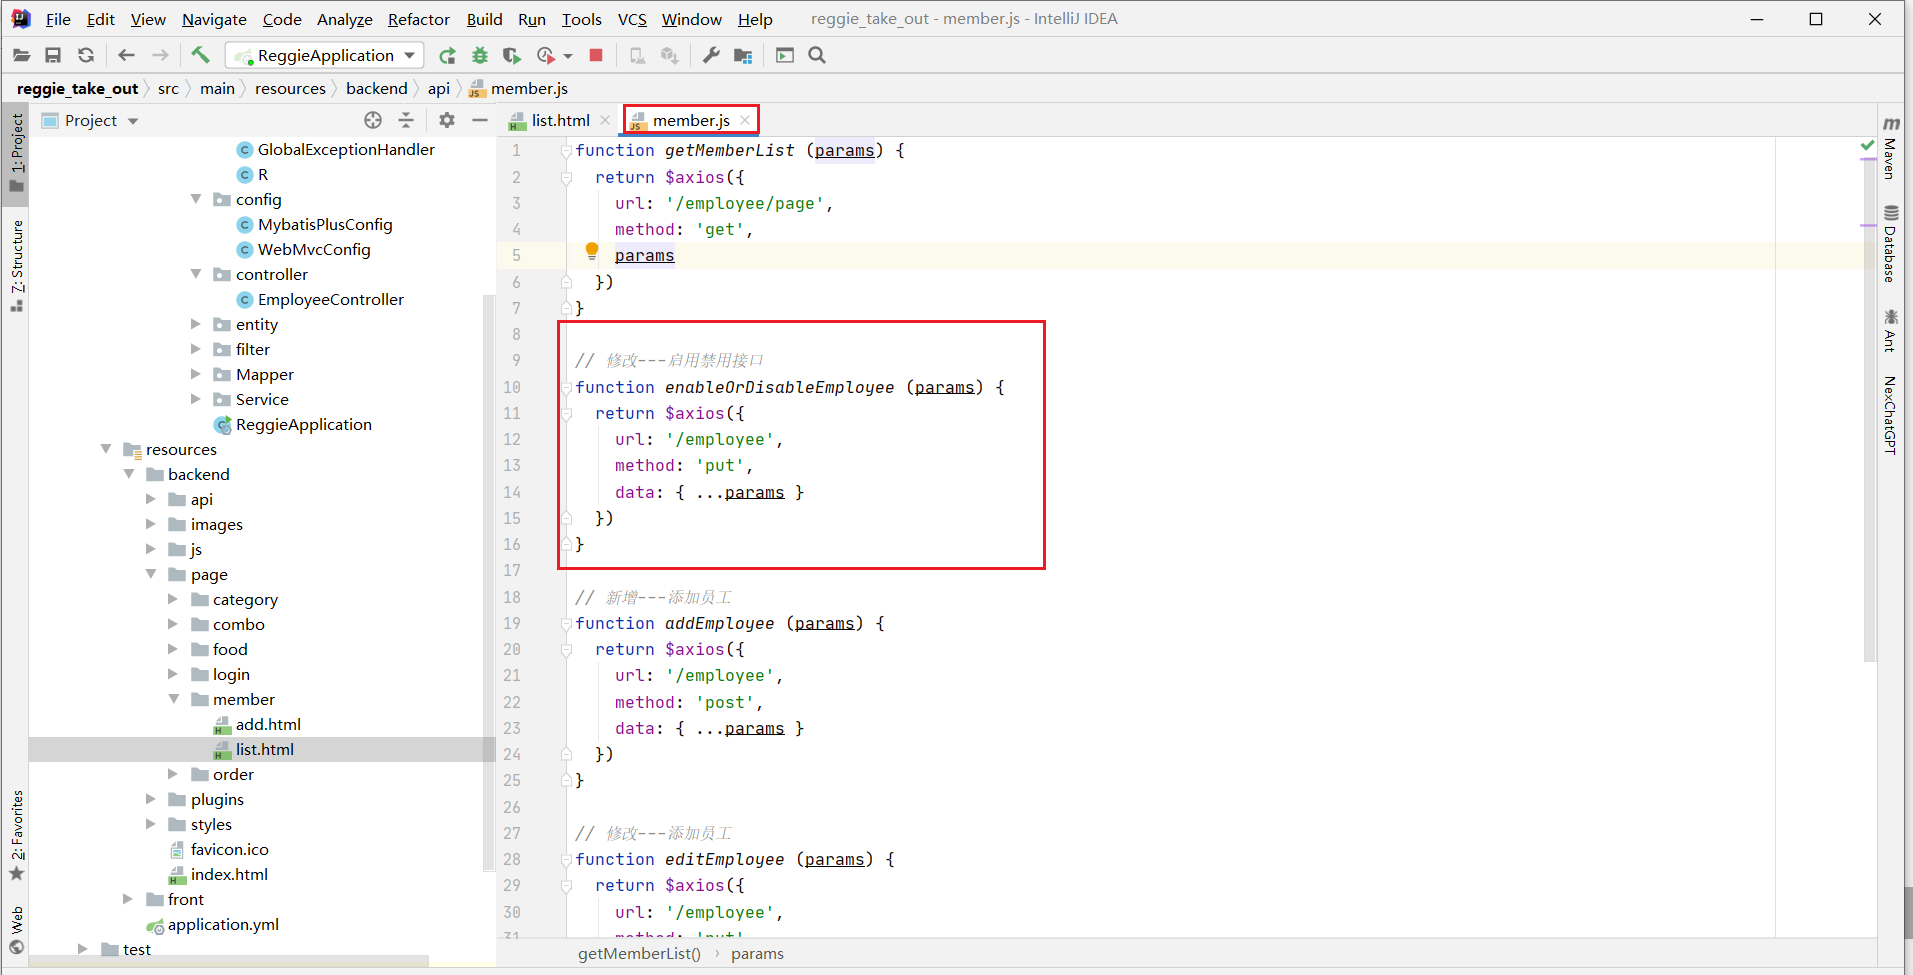 File Edit View Navigate Code Analyze Refactor Build Run Tools VCS Window Help reggie_take_out - member.js - IntelliJ IDEA
ReggieApplication
reggie_take_out src main resources backend api member.js
Project
list.html
member.js
1: Project
7: Structure
2: Favorites
Web
GlobalExceptionHandler
R
config
MybatisPlusConfig
WebMvcConfig
controller
EmployeeController
entity
filter
Mapper
Service
ReggieApplication
resources
backend
api
images
js
page
category
combo
food
login
member
add.html
list.html
order
plugins
styles
favicon.ico
index.html
front
application.yml
test
1 function getMemberList (params) {
2 return $axios({
3 url: '/employee/page',
4 method: 'get',
5 params
6 })
7 }
8
9 // 修改---启用禁用接口
10 function enableOrDisableEmployee (params) {
11 return $axios({
12 url: '/employee',
13 method: 'put',
14 data: { ...params }
15 })
16 }
17
18 // 新增---添加员工
19 function addEmployee (params) {
20 return $axios({
21 url: '/employee',
22 method: 'post',
23 data: { ...params }
24 })
25 }
26
27 // 修改---添加员工
28 function editEmployee (params) {
29 return $axios({
30 url: '/employee',
31 method: 'put'
getMemberList() › params
Maven
Database
Ant
NexChatGPT